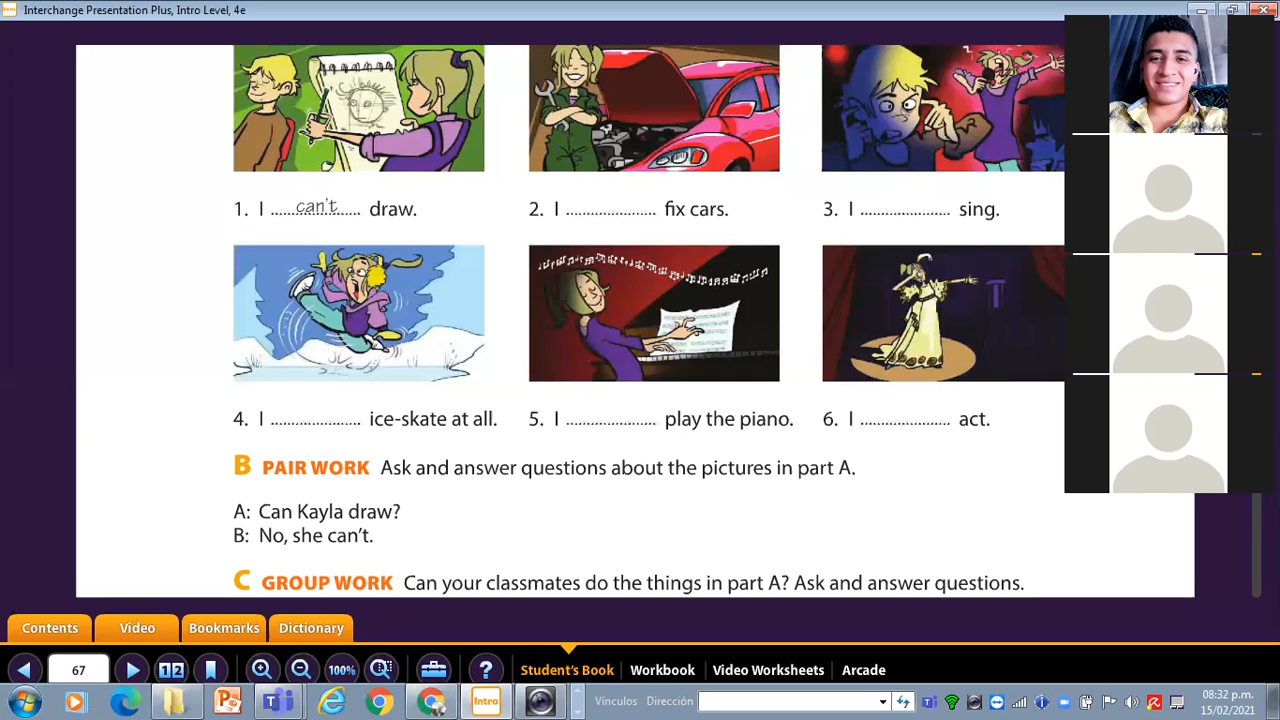 Interchange Presentation Plus, Intro Level, 4e
1. I ...can't... draw. 2. I .................... fix cars. 3. I .................... sing.
T
4. I .................... ice-skate at all. 5. I .................... play the piano. 6. I .................... act.
B PAIR WORK Ask and answer questions about the pictures in part A.
A: Can Kayla draw?
B: No, she can't.
C GROUP WORK Can your classmates do the things in part A? Ask and answer questions.
Contents Video Bookmarks Dictionary
67 12 100% ? Student's Book Workbook Video Worksheets Arcade
Intro Vínculos Dirección 08:32 p.m.
15/02/2021